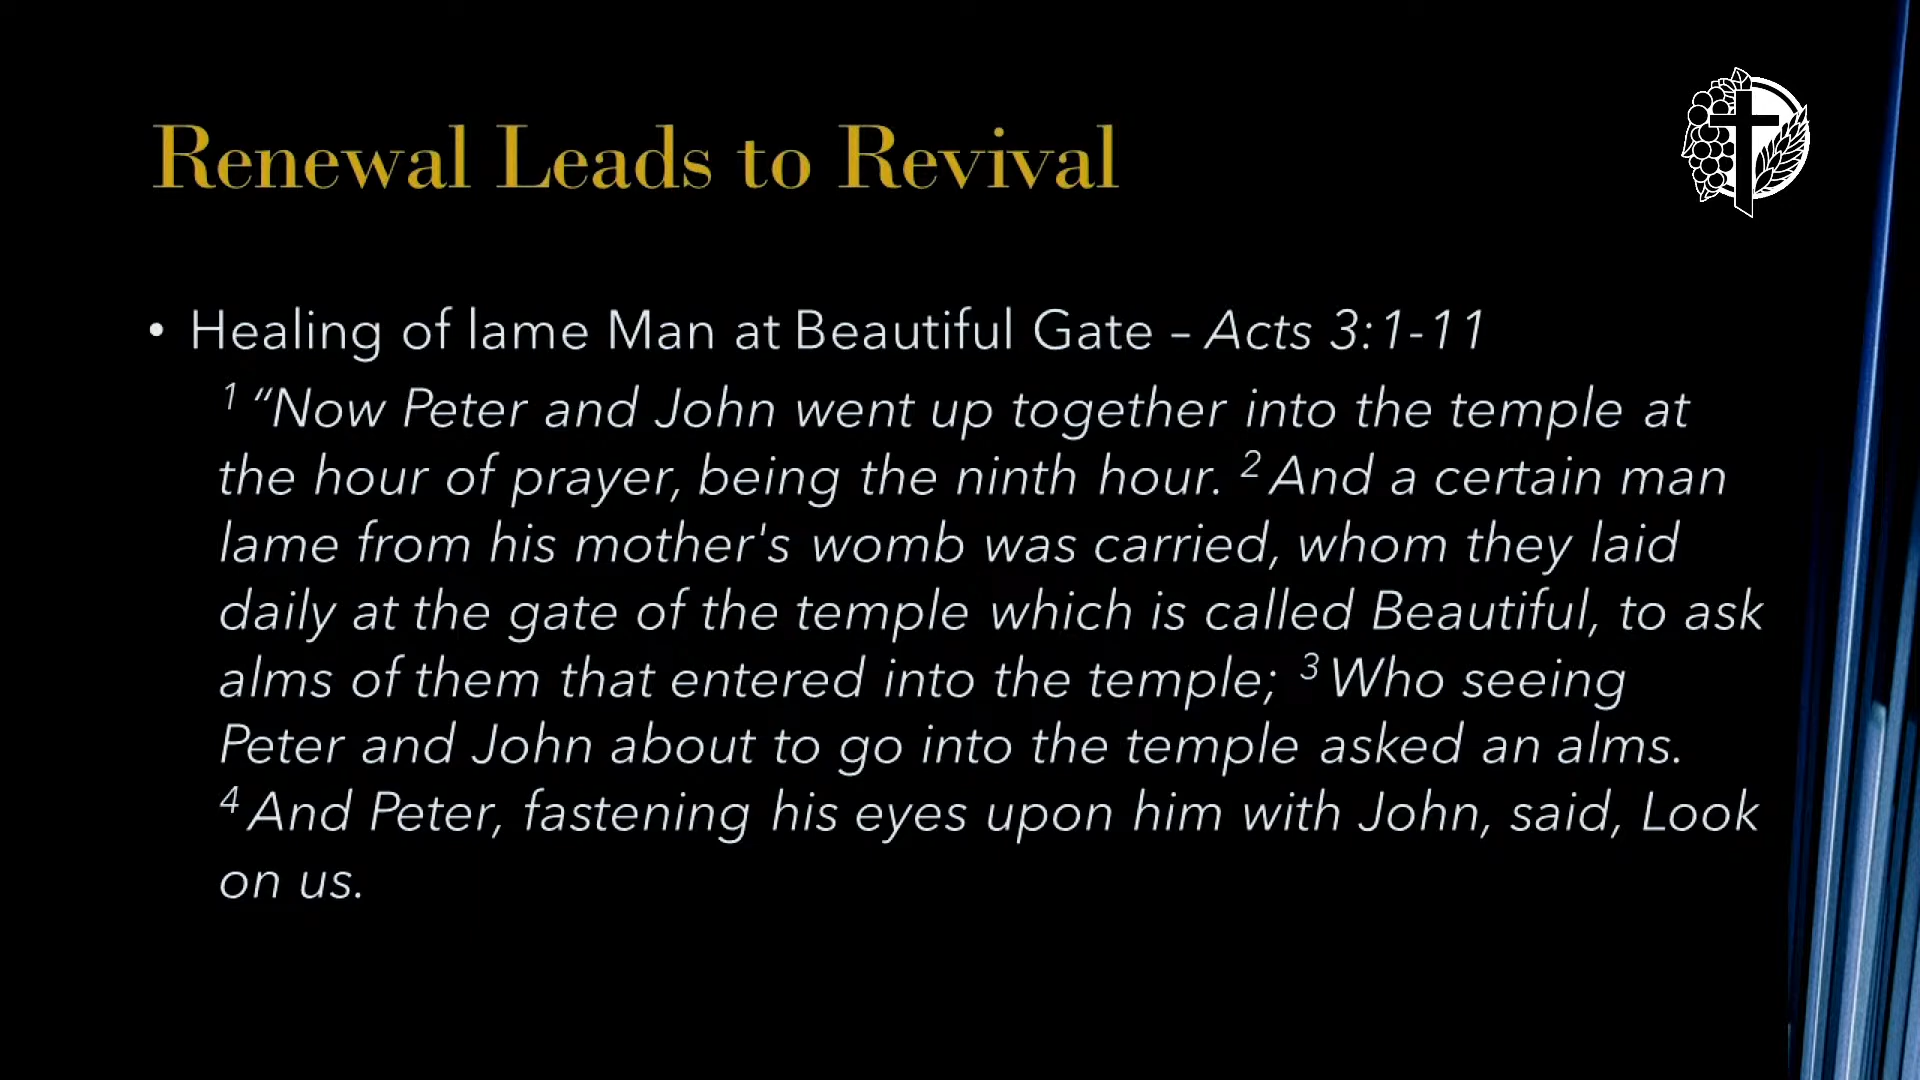 Renewal Leads to Revival
• Healing of lame Man at Beautiful Gate – Acts 3:1-11
1 “Now Peter and John went up together into the temple at
the hour of prayer, being the ninth hour. 2 And a certain man
lame from his mother's womb was carried, whom they laid
daily at the gate of the temple which is called Beautiful, to ask
alms of them that entered into the temple; 3 Who seeing
Peter and John about to go into the temple asked an alms.
4 And Peter, fastening his eyes upon him with John, said, Look
on us.